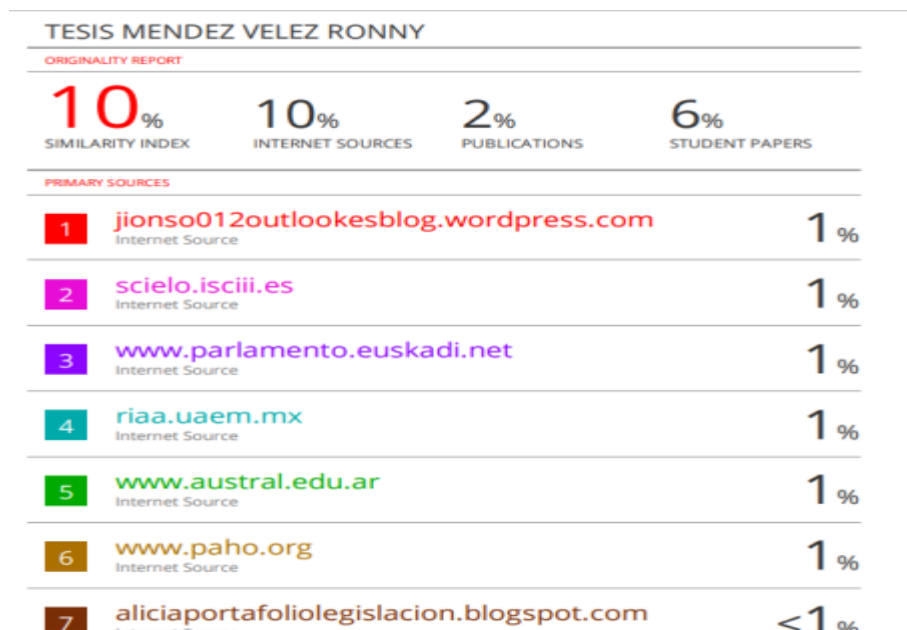 TESIS MENDEZ VELEZ RONNY
ORIGINALITY REPORT
10% 10% 2% 6%
SIMILARITY INDEX INTERNET SOURCES PUBLICATIONS STUDENT PAPERS
PRIMARY SOURCES
1 jionso012outlookesblog.wordpress.com 1%
Internet Source
2 scielo.isciii.es 1%
Internet Source
3 www.parlamento.euskadi.net 1%
Internet Source
4 riaa.uaem.mx 1%
Internet Source
5 www.austral.edu.ar 1%
Internet Source
6 www.paho.org 1%
Internet Source
7 aliciaportafoliolegislacion.blogspot.com <1%